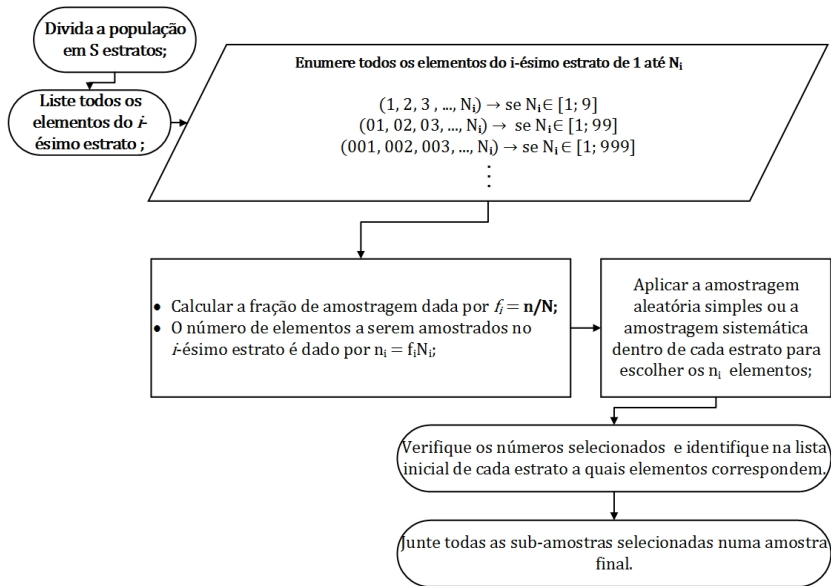 Divida a população
em S estratos;
Liste todos os
elementos do i-
ésimo estrato ;
Enumere todos os elementos do i-ésimo estrato de 1 até Nᵢ
(1, 2, 3 , ..., Nᵢ) → se Nᵢ ∈ [1; 9]
(01, 02, 03, ..., Nᵢ) → se Nᵢ ∈ [1; 99]
(001, 002, 003, ..., Nᵢ) → se Nᵢ ∈ [1; 999]
⋮
• Calcular a fração de amostragem dada por fᵢ = n/N;
• O número de elementos a serem amostrados no
i-ésimo estrato é dado por nᵢ = fᵢNᵢ;
Aplicar a amostragem
aleatória simples ou a
amostragem sistemática
dentro de cada estrato para
escolher os nᵢ elementos;
Verifique os números selecionados e identifique na lista
inicial de cada estrato a quais elementos correspondem.
Junte todas as sub-amostras selecionadas numa amostra
final.